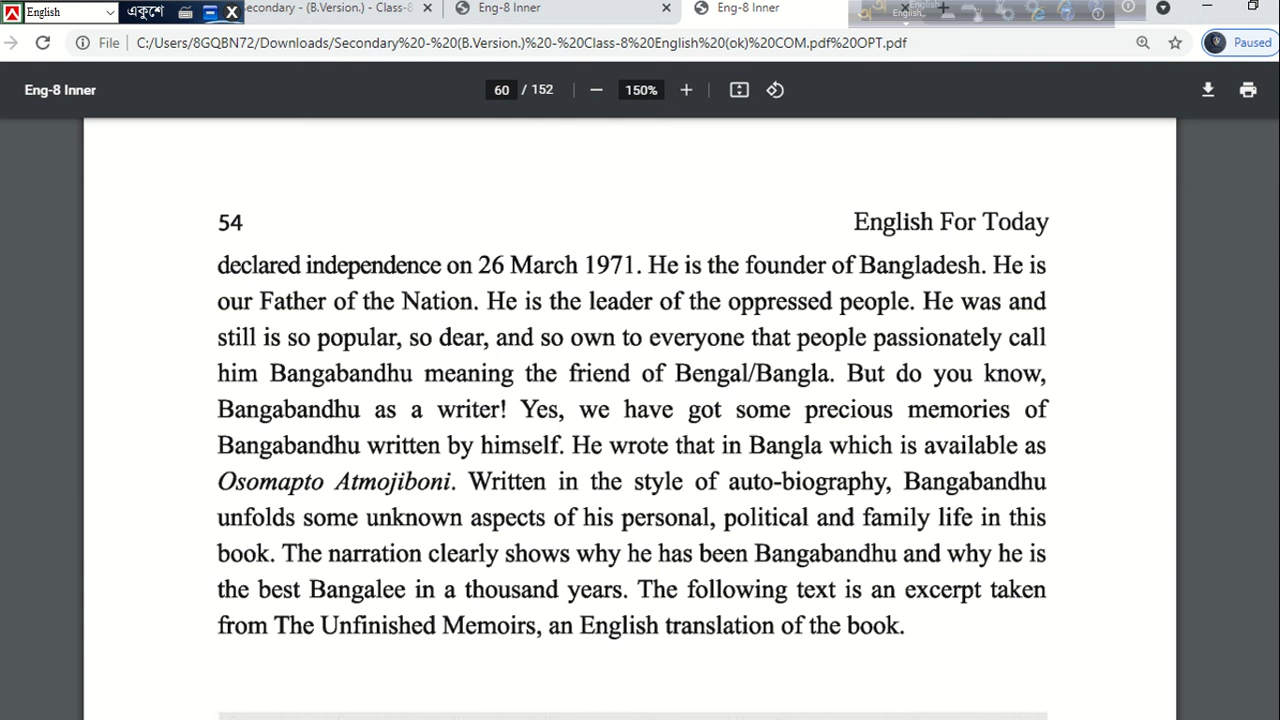 English
একুশে
econdary - (B.Version.) - Class-8
Eng-8 Inner
Eng-8 Inner
File
C:/Users/8GQBN72/Downloads/Secondary%20-%20(B.Version.)%20-%20Class-8%20English%20(ok)%20COM.pdf%20OPT.pdf
Paused
Eng-8 Inner
60 / 152
150%
54
English For Today
declared independence on 26 March 1971. He is the founder of Bangladesh. He is
our Father of the Nation. He is the leader of the oppressed people. He was and
still is so popular, so dear, and so own to everyone that people passionately call
him Bangabandhu meaning the friend of Bengal/Bangla. But do you know,
Bangabandhu as a writer! Yes, we have got some precious memories of
Bangabandhu written by himself. He wrote that in Bangla which is available as
Osomapto Atmojiboni. Written in the style of auto-biography, Bangabandhu
unfolds some unknown aspects of his personal, political and family life in this
book. The narration clearly shows why he has been Bangabandhu and why he is
the best Bangalee in a thousand years. The following text is an excerpt taken
from The Unfinished Memoirs, an English translation of the book.